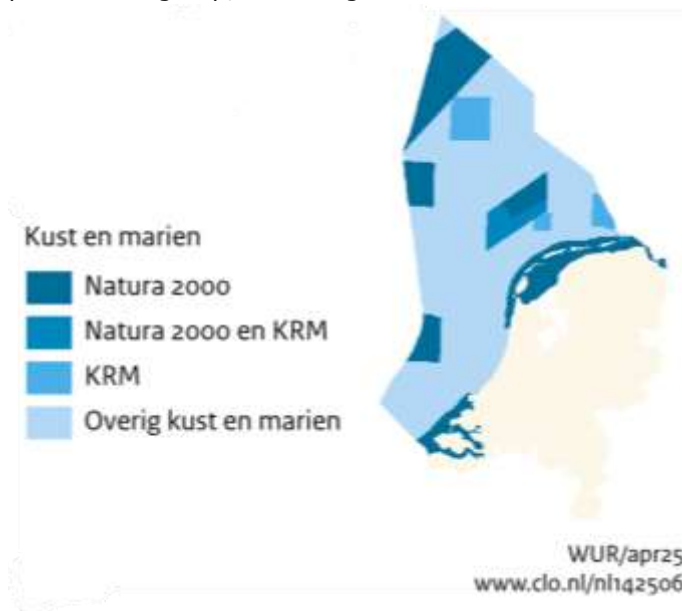 Kust en marien
Natura 2000
Natura 2000 en KRM
KRM
Overig kust en marien
WUR/apr25
www.clo.nl/nl142506